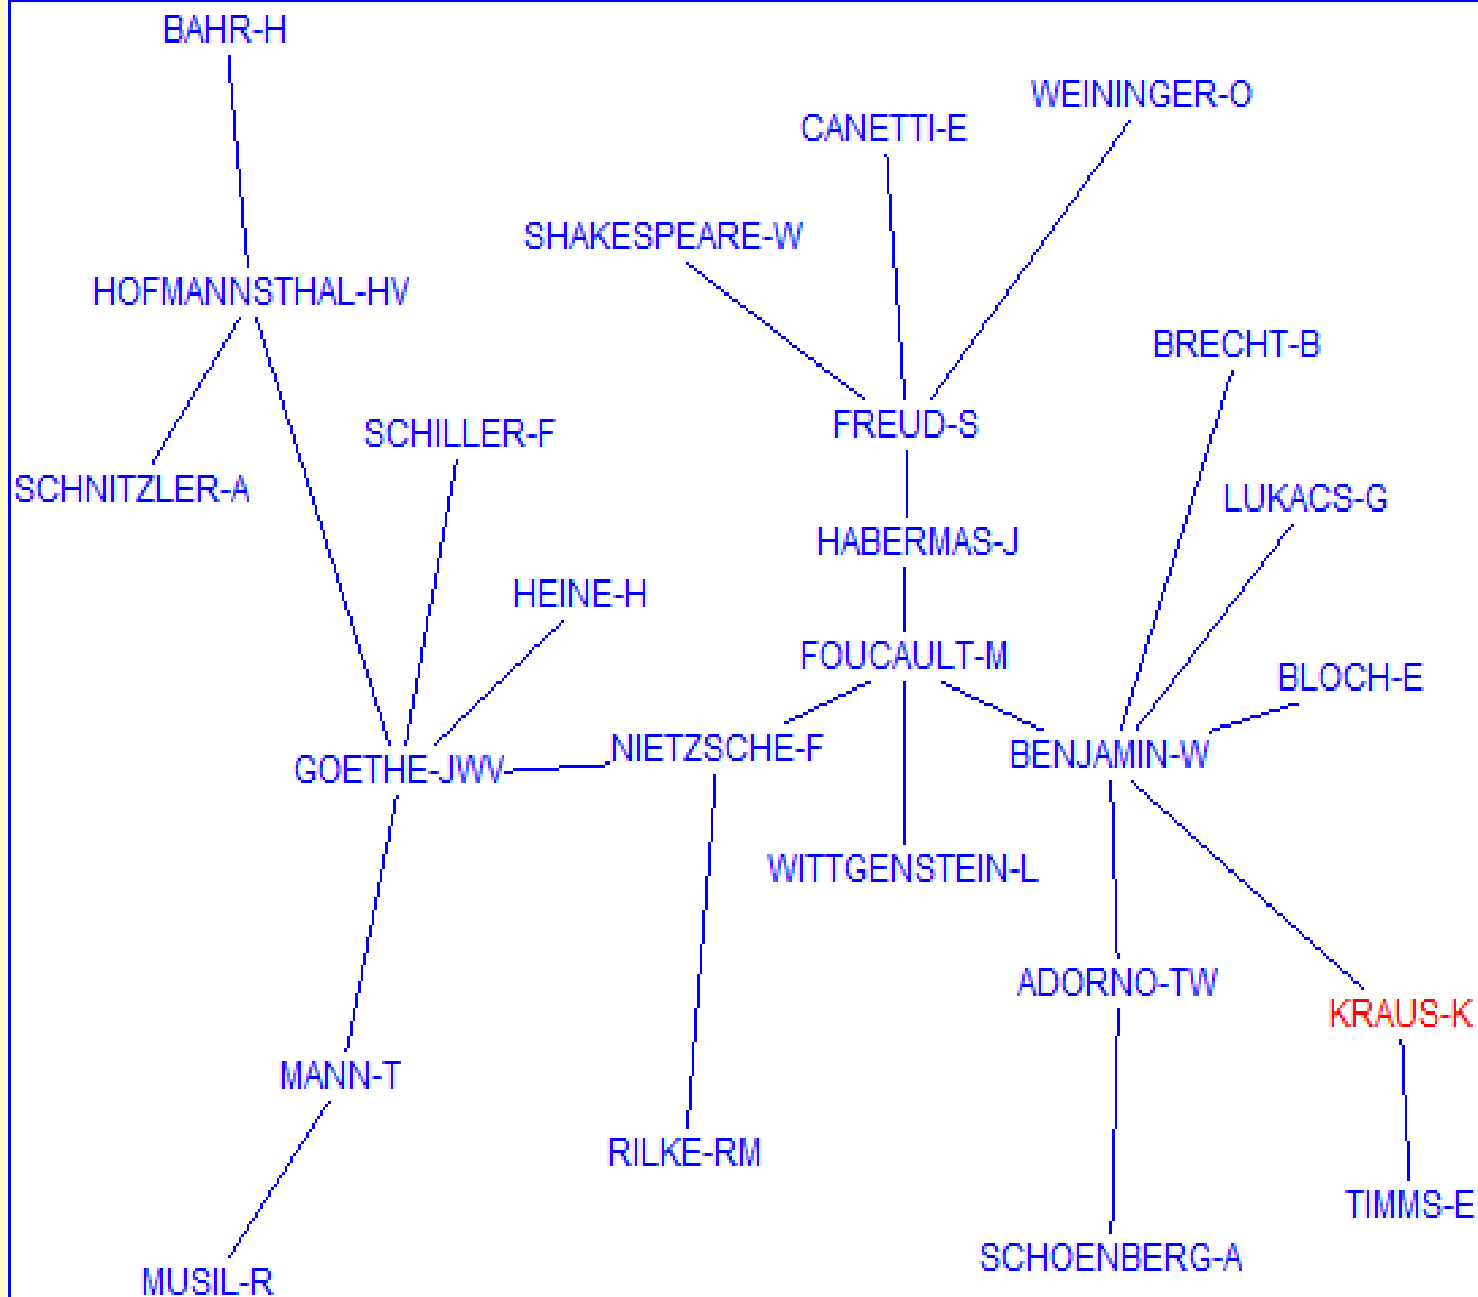 BAHR-H
WEININGER-O
CANETTI-E
SHAKESPEARE-W
HOFMANNSTHAL-HV
BRECHT-B
FREUD-S
SCHILLER-F
SCHNITZLER-A
LUKACS-G
HABERMAS-J
HEINE-H
FOUCAULT-M
BLOCH-E
NIETZSCHE-F
BENJAMIN-W
GOETHE-JWV
WITTGENSTEIN-L
ADORNO-TW
KRAUS-K
MANN-T
RILKE-RM
TIMMS-E
SCHOENBERG-A
MUSIL-R